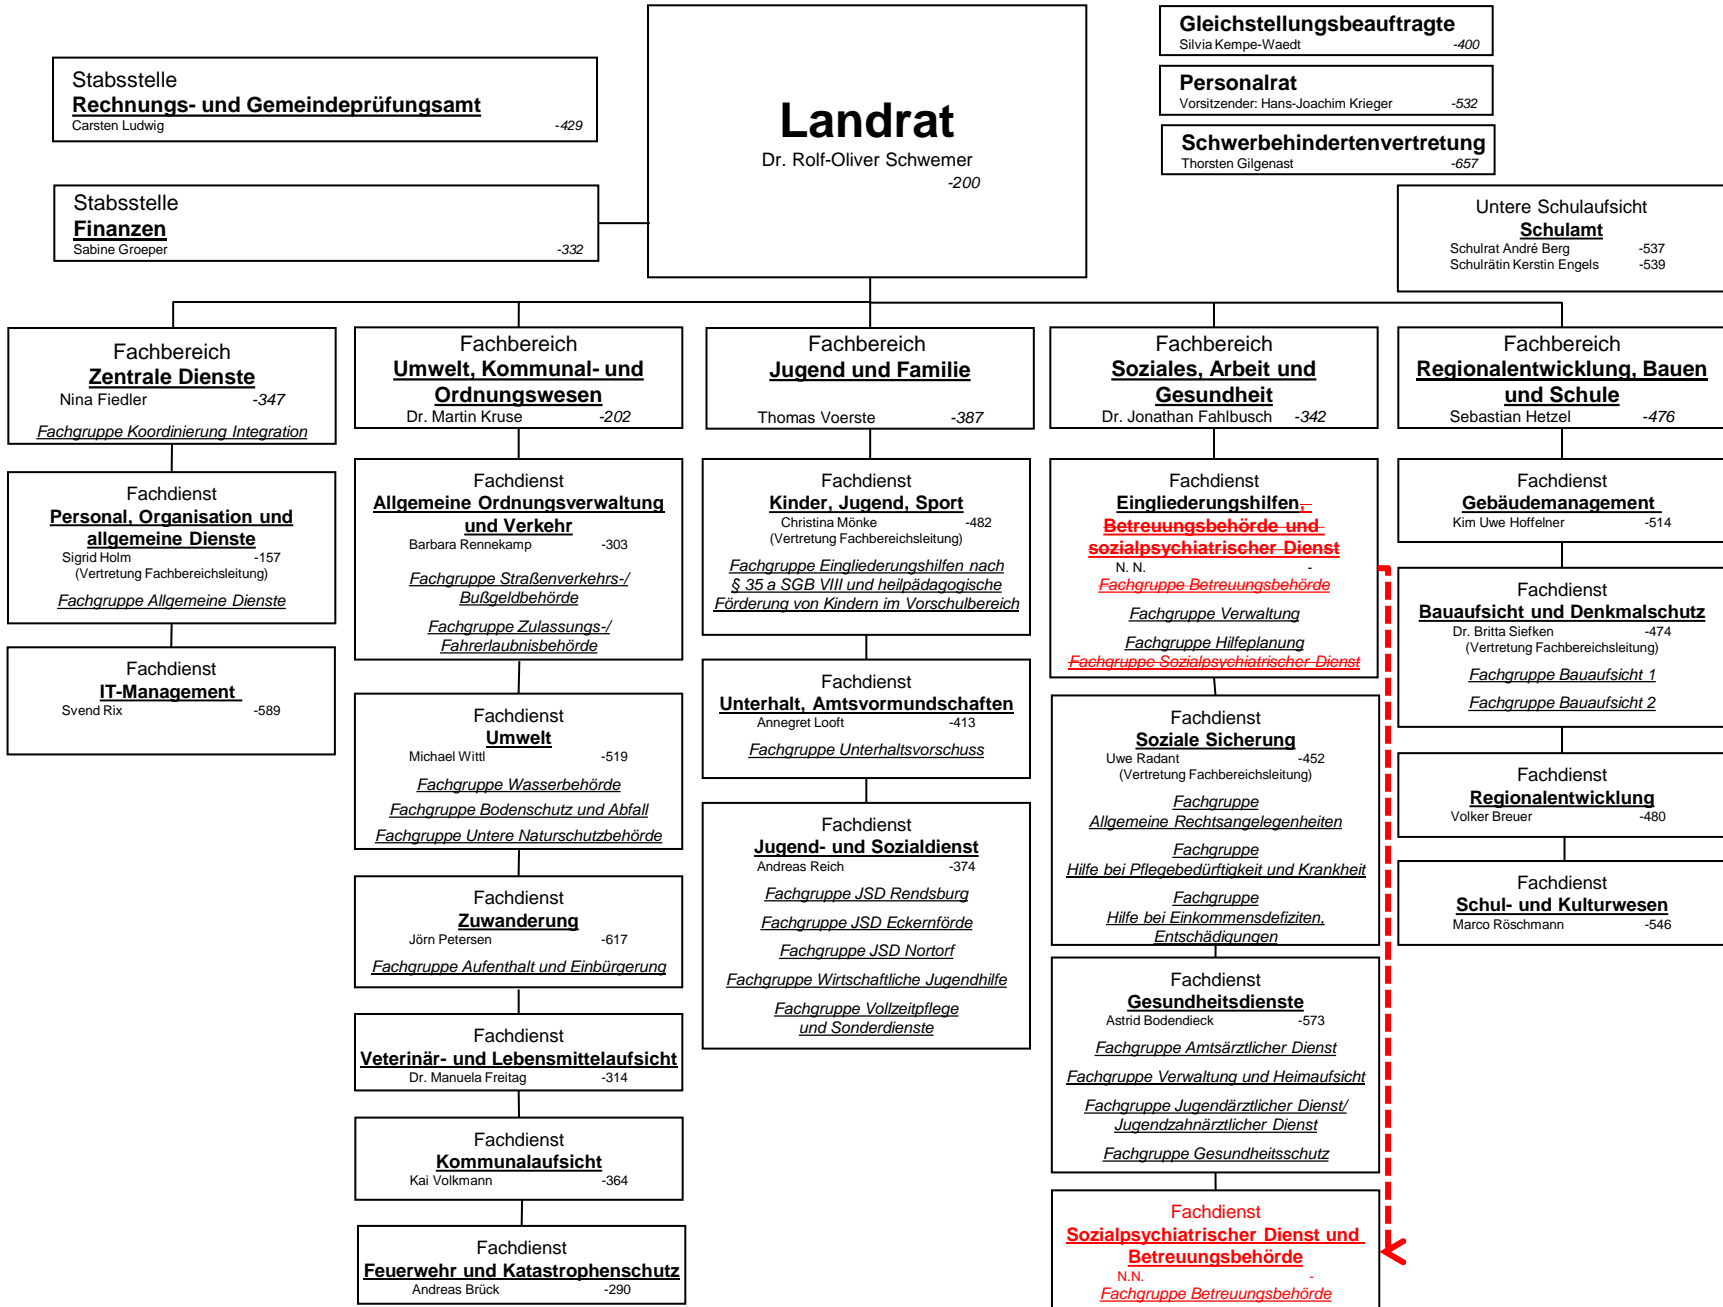 Landrat
Dr. Rolf-Oliver Schwemer
-200
Gleichstellungsbeauftragte
Silvia Kempe-Waedt -400
Personalrat
Vorsitzender: Hans-Joachim Krieger -532
Schwerbehindertenvertretung
Thorsten Gilgenast -657
Stabsstelle
Rechnungs- und Gemeindeprüfungsamt
Carsten Ludwig -429
Stabsstelle
Finanzen
Sabine Groeper -332
Untere Schulaufsicht
Schulamt
Schulrat André Berg -537
Schulrätin Kerstin Engels -539
Fachbereich
Zentrale Dienste
Nina Fiedler -347
Fachgruppe Koordinierung Integration
Fachdienst
Personal, Organisation und
allgemeine Dienste
Sigrid Holm -157
(Vertretung Fachbereichsleitung)
Fachgruppe Allgemeine Dienste
Fachdienst
IT-Management
Svend Rix -589
Fachbereich
Umwelt, Kommunal- und
Ordnungswesen
Dr. Martin Kruse -202
Fachdienst
Allgemeine Ordnungsverwaltung
und Verkehr
Barbara Rennekamp -303
Fachgruppe Straßenverkehrs-/
Bußgeldbehörde
Fachgruppe Zulassungs-/
Fahrerlaubnisbehörde
Fachdienst
Umwelt
Michael Wittl -519
Fachgruppe Wasserbehörde
Fachgruppe Bodenschutz und Abfall
Fachgruppe Untere Naturschutzbehörde
Fachdienst
Zuwanderung
Jörn Petersen -617
Fachgruppe Aufenthalt und Einbürgerung
Fachdienst
Veterinär- und Lebensmittelaufsicht
Dr. Manuela Freitag -314
Fachdienst
Kommunalaufsicht
Kai Volkmann -364
Fachdienst
Feuerwehr und Katastrophenschutz
Andreas Brück -290
Fachbereich
Jugend und Familie
Thomas Voerste -387
Fachdienst
Kinder, Jugend, Sport
Christina Mönke -482
(Vertretung Fachbereichsleitung)
Fachgruppe Eingliederungshilfen nach
§ 35 a SGB VIII und heilpädagogische
Förderung von Kindern im Vorschulbereich
Fachdienst
Unterhalt, Amtsvormundschaften
Annegret Looft -413
Fachgruppe Unterhaltsvorschuss
Fachdienst
Jugend- und Sozialdienst
Andreas Reich -374
Fachgruppe JSD Rendsburg
Fachgruppe JSD Eckernförde
Fachgruppe JSD Nortorf
Fachgruppe Wirtschaftliche Jugendhilfe
Fachgruppe Vollzeitpflege
und Sonderdienste
Fachbereich
Soziales, Arbeit und
Gesundheit
Dr. Jonathan Fahlbusch -342
Fachdienst
Eingliederungshilfen,
Betreuungsbehörde und
sozialpsychiatrischer Dienst
N. N. -
Fachgruppe Betreuungsbehörde
Fachgruppe Verwaltung
Fachgruppe Hilfeplanung
Fachgruppe Sozialpsychiatrischer Dienst
Fachdienst
Soziale Sicherung
Uwe Radant -452
(Vertretung Fachbereichsleitung)
Fachgruppe
Allgemeine Rechtsangelegenheiten
Fachgruppe
Hilfe bei Pflegebedürftigkeit und Krankheit
Fachgruppe
Hilfe bei Einkommensdefiziten,
Entschädigungen
Fachdienst
Gesundheitsdienste
Astrid Bodendieck -573
Fachgruppe Amtsärztlicher Dienst
Fachgruppe Verwaltung und Heimaufsicht
Fachgruppe Jugendärztlicher Dienst/
Jugendzahnärztlicher Dienst
Fachgruppe Gesundheitsschutz
Fachdienst
Sozialpsychiatrischer Dienst und
Betreuungsbehörde
N.N. -
Fachgruppe Betreuungsbehörde
Fachbereich
Regionalentwicklung, Bauen
und Schule
Sebastian Hetzel -476
Fachdienst
Gebäudemanagement
Kim Uwe Hoffelner -514
Fachdienst
Bauaufsicht und Denkmalschutz
Dr. Britta Siefken -474
(Vertretung Fachbereichsleitung)
Fachgruppe Bauaufsicht 1
Fachgruppe Bauaufsicht 2
Fachdienst
Regionalentwicklung
Volker Breuer -480
Fachdienst
Schul- und Kulturwesen
Marco Röschmann -546